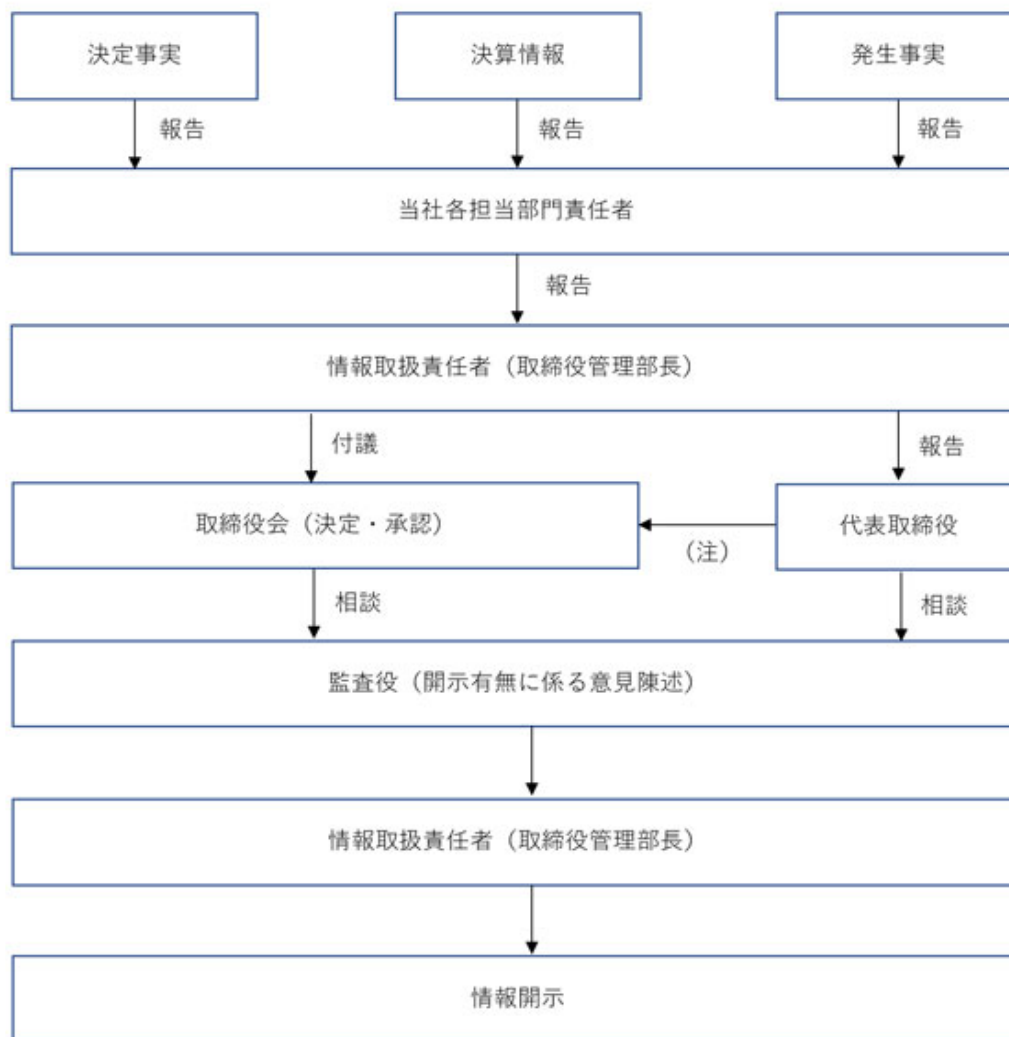 決定事実
決算情報
発生事実
報告
報告
報告
当社各担当部門責任者
報告
情報取扱責任者（取締役管理部長）
付議
報告
取締役会（決定・承認）
代表取締役
（注）
相談
相談
監査役（開示有無に係る意見陳述）
情報取扱責任者（取締役管理部長）
情報開示